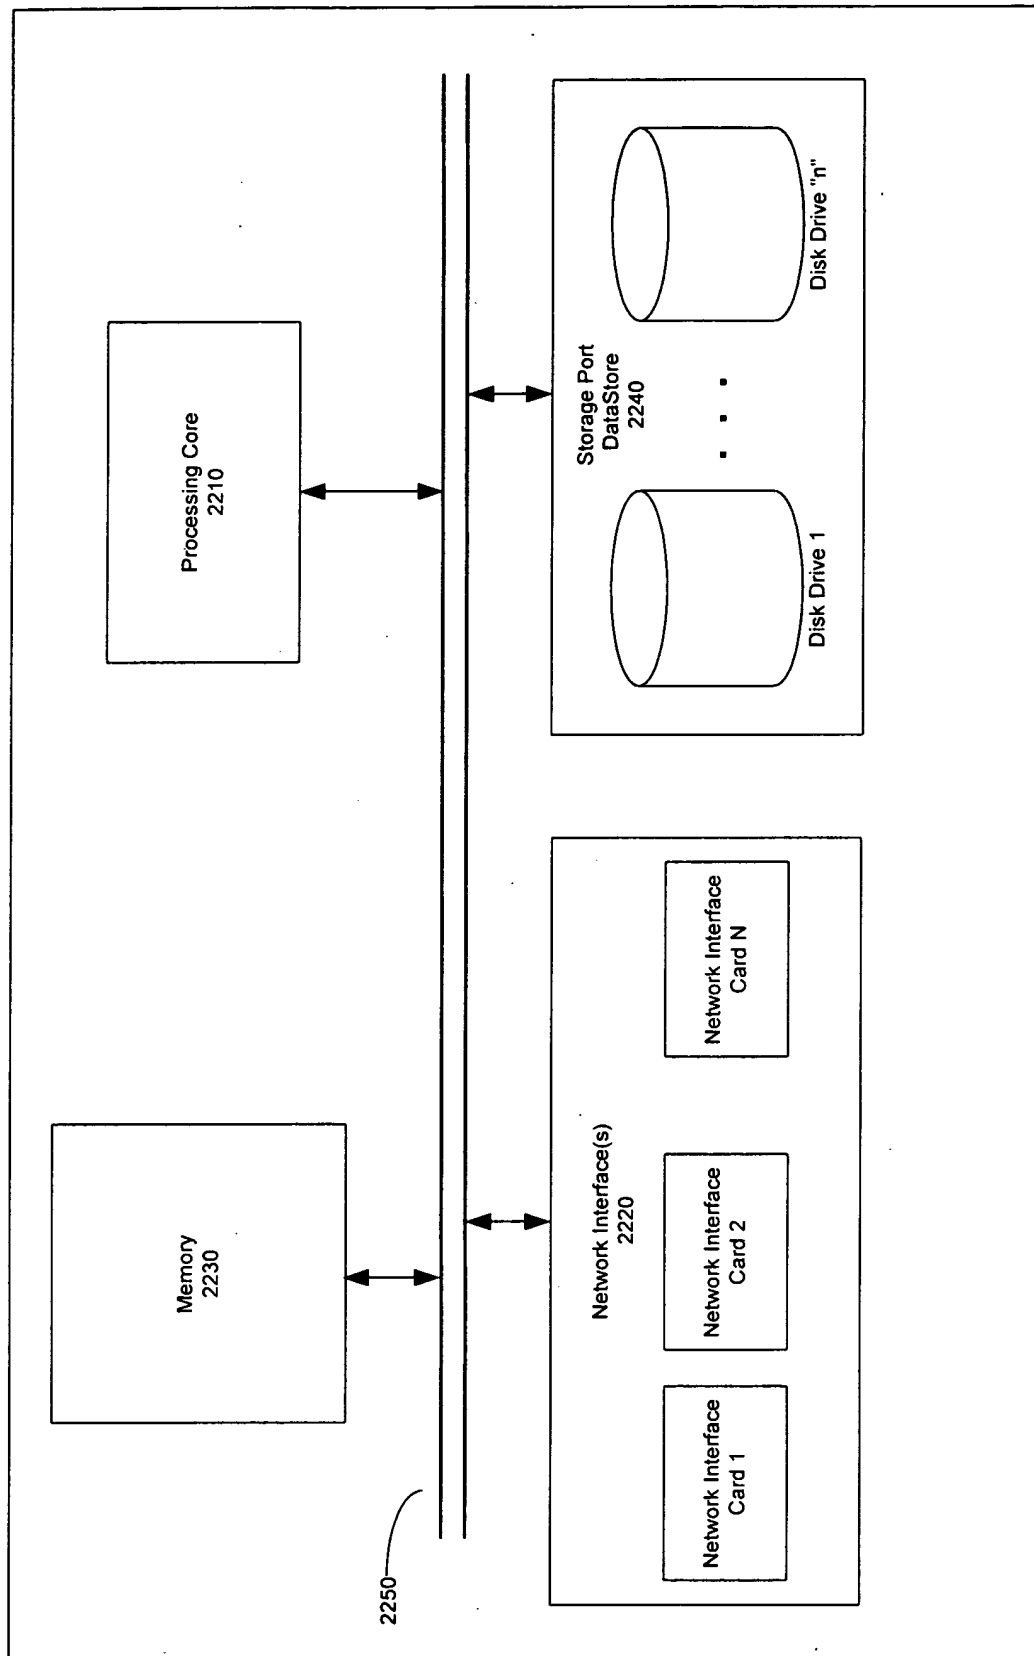 Memory
2230
Processing Core
2210
2250
Network Interface(s)
2220
Network Interface
Card 1
Network Interface
Card 2
Network Interface
Card N
Storage Port
DataStore
2240
Disk Drive 1
Disk Drive "n"